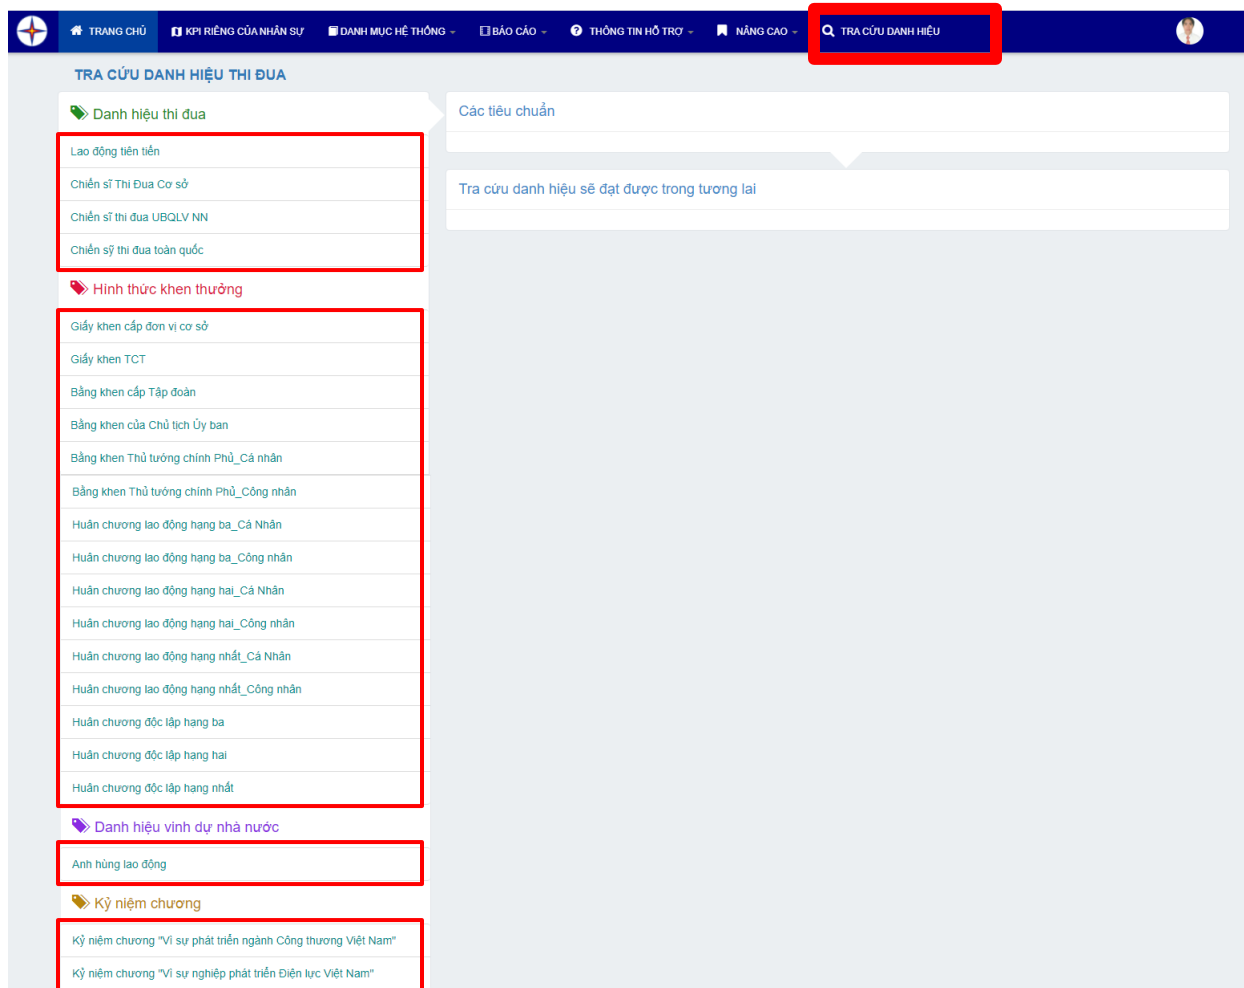 TRANG CHỦ KPI RIÊNG CỦA NHÂN SỰ DANH MỤC HỆ THỐNG BÁO CÁO THÔNG TIN HỖ TRỢ NÂNG CAO TRA CỨU DANH HIỆU
TRA CỨU DANH HIỆU THI ĐUA
Danh hiệu thi đua
Lao động tiên tiến
Chiến sĩ Thi Đua Cơ sở
Chiến sĩ thi đua UBQLV NN
Chiến sỹ thi đua toàn quốc
Hình thức khen thưởng
Giấy khen cấp đơn vị cơ sở
Giấy khen TCT
Bằng khen cấp Tập đoàn
Bằng khen của Chủ tịch Ủy ban
Bằng khen Thủ tướng chính Phủ_Cá nhân
Bằng khen Thủ tướng chính Phủ_Công nhân
Huân chương lao động hạng ba_Cá Nhân
Huân chương lao động hạng ba_Công nhân
Huân chương lao động hạng hai_Cá Nhân
Huân chương lao động hạng hai_Công nhân
Huân chương lao động hạng nhất_Cá Nhân
Huân chương lao động hạng nhất_Công nhân
Huân chương độc lập hạng ba
Huân chương độc lập hạng hai
Huân chương độc lập hạng nhất
Danh hiệu vinh dự nhà nước
Anh hùng lao động
Kỷ niệm chương
Kỷ niệm chương "Vì sự phát triển ngành Công thương Việt Nam"
Kỷ niệm chương "Vì sự nghiệp phát triển Điện lực Việt Nam"
Các tiêu chuẩn
Tra cứu danh hiệu sẽ đạt được trong tương lai